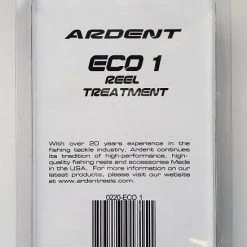 ARDENT
ECO 1
REEL
TREATMENT
With over 20 years experience in the
fishing tackle industry, Ardent continues
its tradition of high-performance, high-
quality fishing reels and accessories Made
in the USA. For more information on our
latest products, please visit our website
at www.ardentreels.com
0220-ECO 1